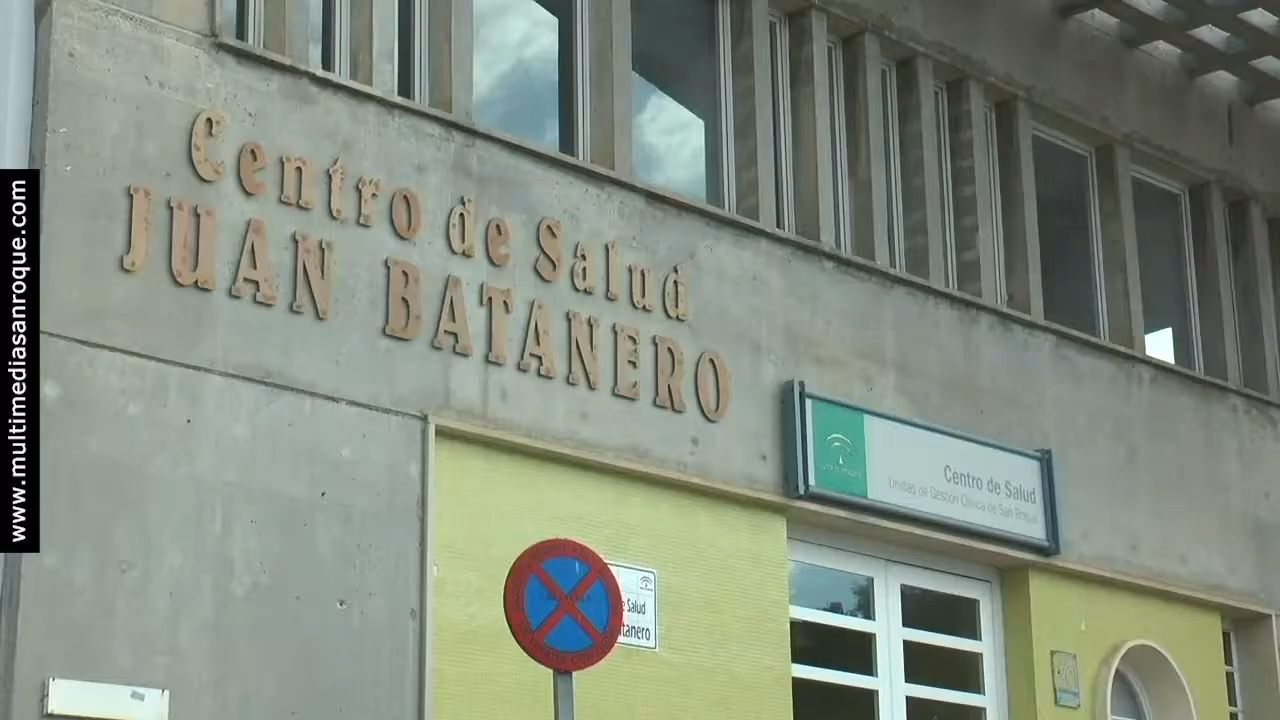 Centro de Salud
JUAN BATANERO
Centro de Salud
Unidad de Gestión Clínica de San Roque
e Salud
tanero
www.multimediasanroque.com